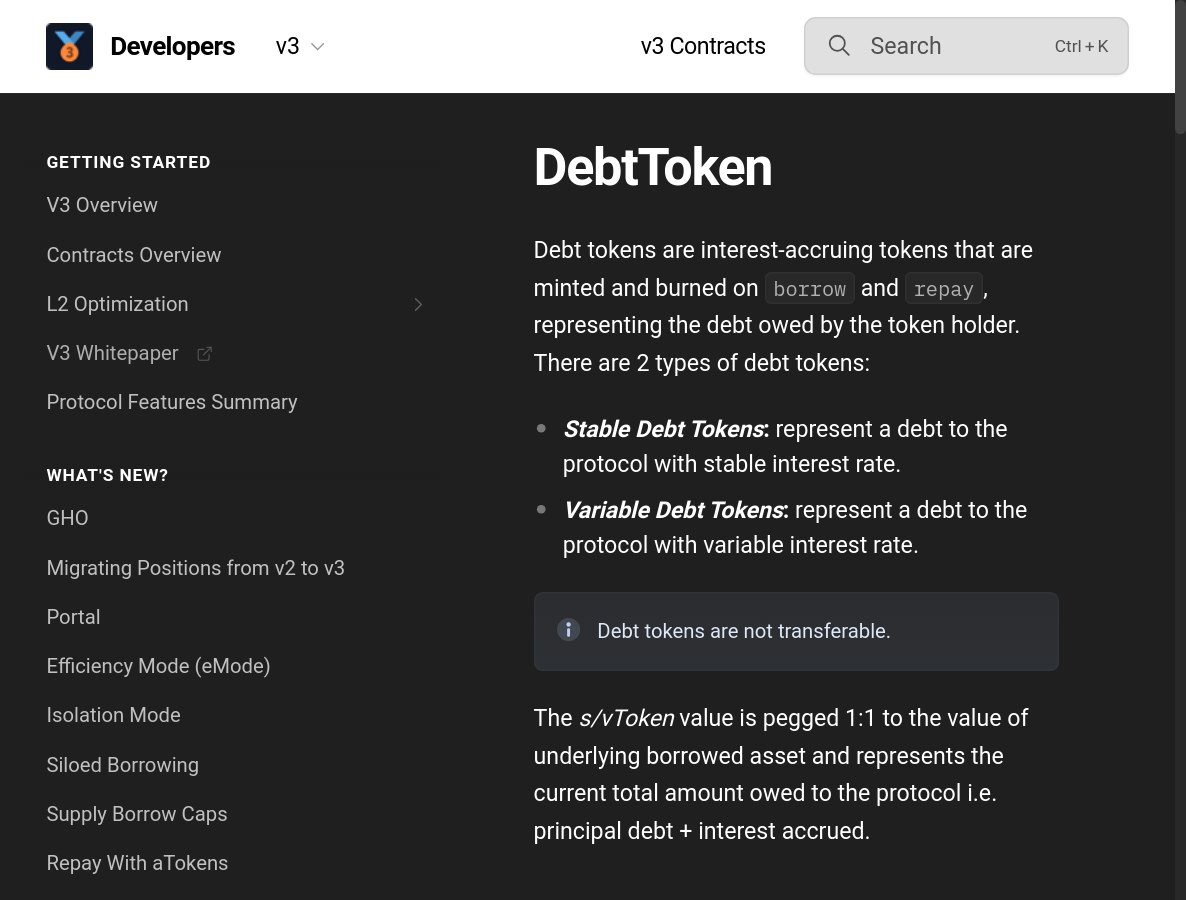 3
Developers
v3
v3 Contracts
Search
Ctrl + K
GETTING STARTED
V3 Overview
Contracts Overview
L2 Optimization
V3 Whitepaper
Protocol Features Summary
WHAT'S NEW?
GHO
Migrating Positions from v2 to v3
Portal
Efficiency Mode (eMode)
Isolation Mode
Siloed Borrowing
Supply Borrow Caps
Repay With aTokens
DebtToken
Debt tokens are interest-accruing tokens that are
minted and burned on borrow and repay,
representing the debt owed by the token holder.
There are 2 types of debt tokens:
Stable Debt Tokens: represent a debt to the
protocol with stable interest rate.
Variable Debt Tokens: represent a debt to the
protocol with variable interest rate.
Debt tokens are not transferable.
The s/vToken value is pegged 1:1 to the value of
underlying borrowed asset and represents the
current total amount owed to the protocol i.e.
principal debt + interest accrued.